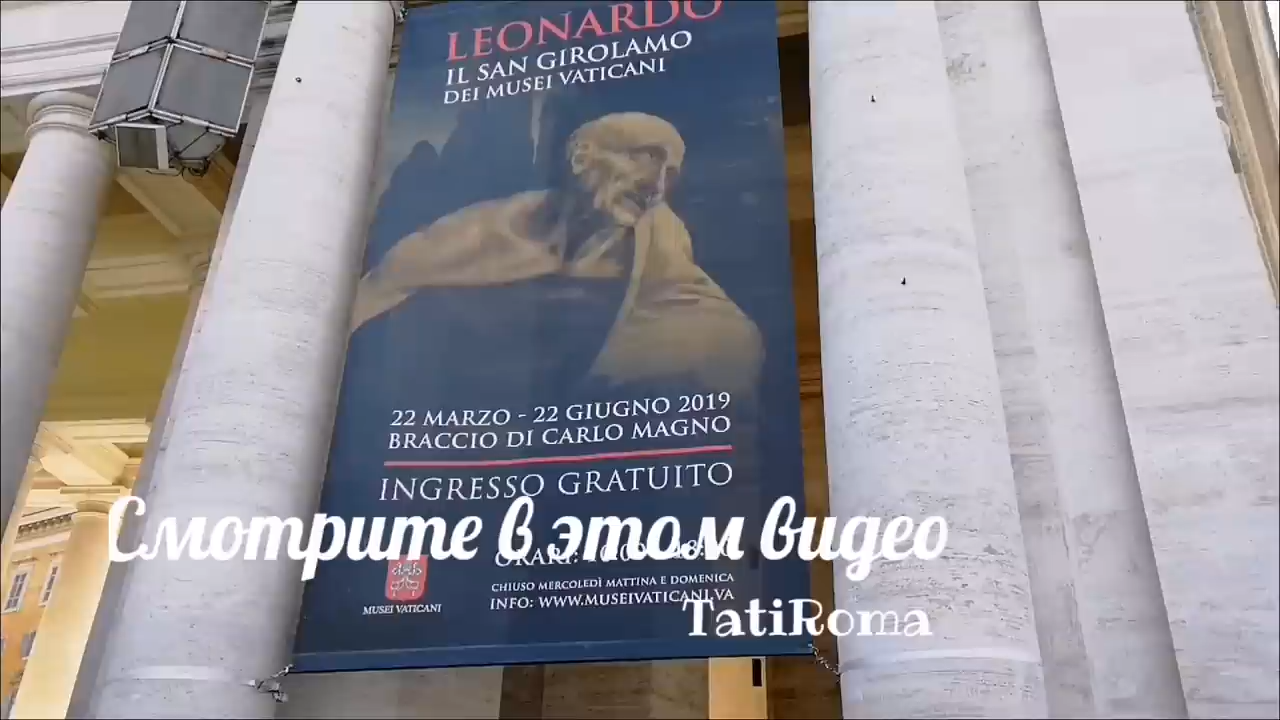 LEONARDO
IL SAN GIROLAMO
DEI MUSEI VATICANI
22 MARZO - 22 GIUGNO 2019
BRACCIO DI CARLO MAGNO
INGRESSO GRATUITO
Смотрите в этом видео
ORARI:
CHIUSO MERCOLEDÌ MATTINA E DOMENICA
MUSEI VATICANI
INFO: WWW.MUSEIVATICANI.VA
TatiRoma